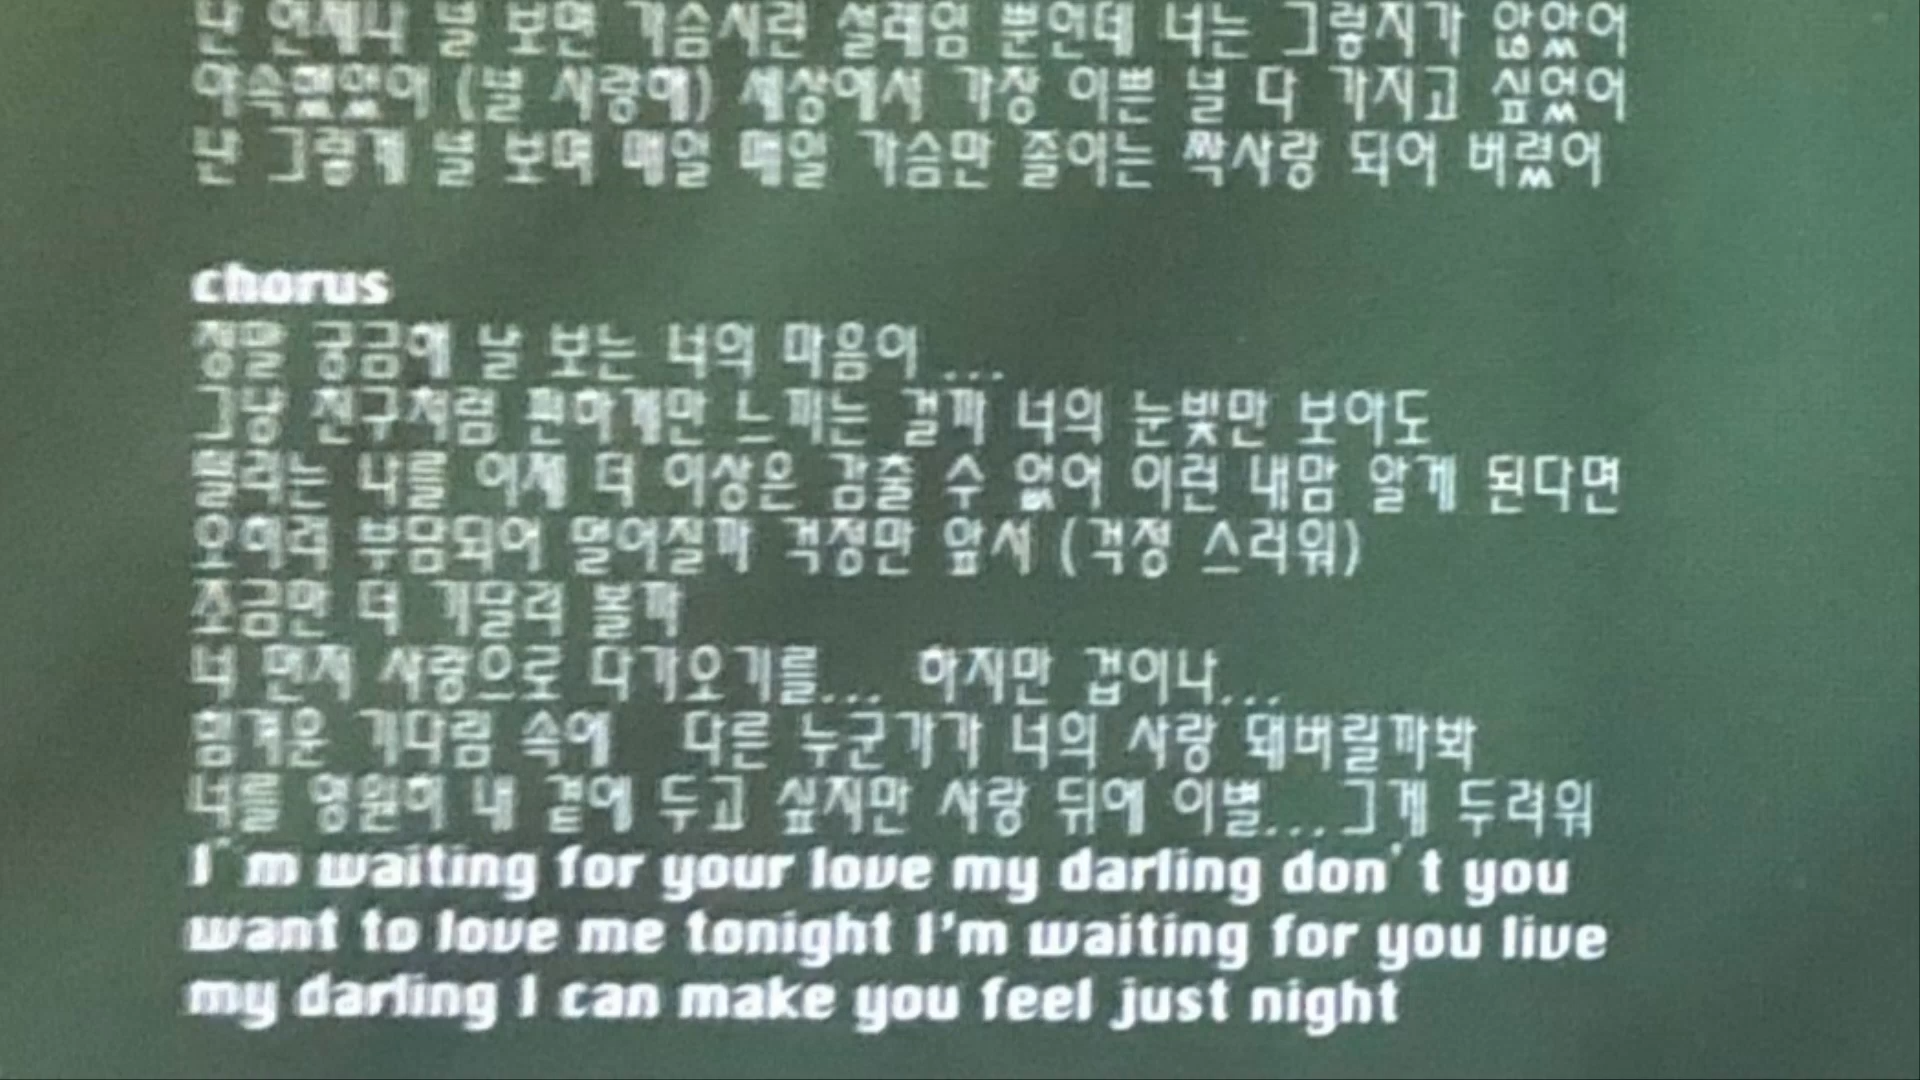 난 언제나 널 보면 가슴시린 설레임 뿐인데 너는 그렇지가 않았어
약속했었어 (널 사랑해) 세상에서 가장 이쁜 널 다 가지고 싶었어
난 그렇게 널 보며 매일 매일 가슴만 졸이는 짝사랑 되어 버렸어
chorus
정말 궁금해 날 보는 너의 마음이 ...
그냥 친구처럼 편하게만 느끼는 걸까 너의 눈빛만 보아도
떨리는 나를 이제 더 이상은 감출 수 없어 이런 내맘 알게 된다면
오히려 부담되어 멀어질까 걱정만 앞서 (걱정 스러워)
조금만 더 기달려 볼까
너 먼저 사랑으로 다가오기를... 하지만 겁이나...
힘겨운 기다림 속에 다른 누군가가 너의 사랑 돼버릴까봐
너를 영원히 내 곁에 두고 싶지만 사랑 뒤에 이별...그게 두려워
I'm waiting for your love my darling don't you
want to love me tonight I'm waiting for you live
my darling I can make you feel just night